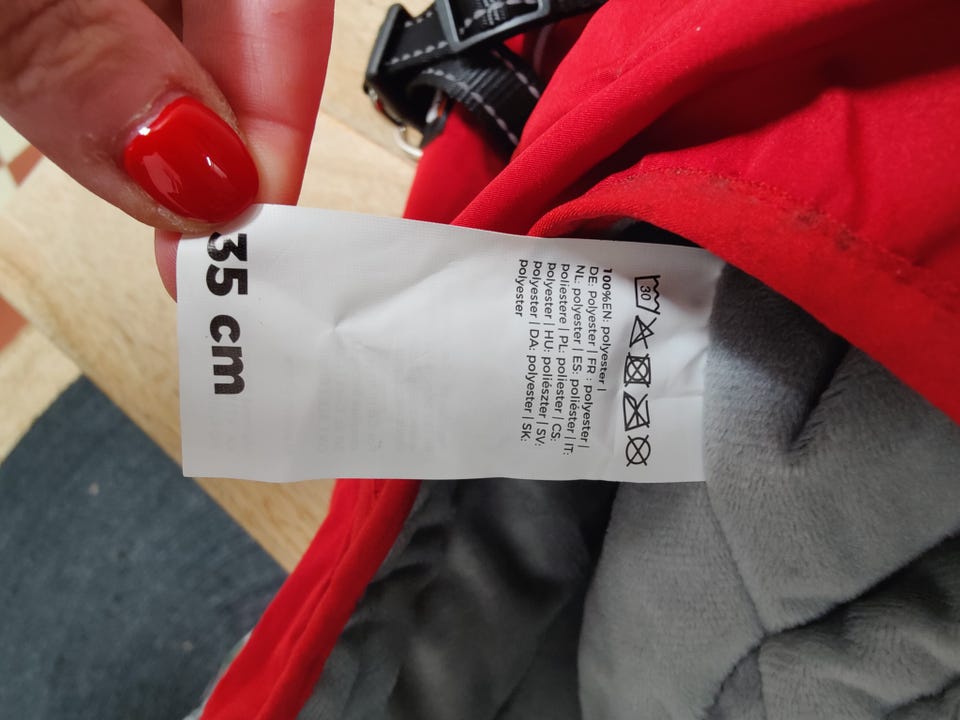 30
100%EN: polyester |
DE: Polyester | FR : polyester |
NL: polyester | ES: poliéster | IT:
poliestere | PL: poliester | CS:
polyester | HU: poliészter | SV:
polyester | DA: polyester | SK:
polyester
35 cm